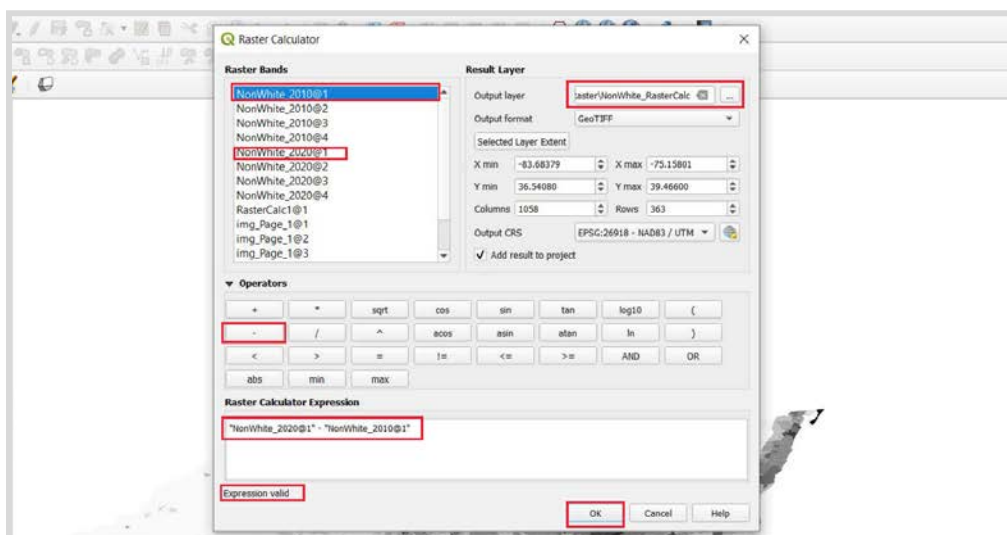 Raster Calculator
Raster Bands
NonWhite_2010@1
NonWhite_2010@2
NonWhite_2010@3
NonWhite_2010@4
NonWhite_2020@1
NonWhite_2020@2
NonWhite_2020@3
NonWhite_2020@4
RasterCalc1@1
img_Page_1@1
img_Page_1@2
img_Page_1@3
Result Layer
Output layer aster\NonWhite_RasterCalc ...
Output format GeoTIFF
Selected Layer Extent
X min -83.68379 X max -75.15801
Y min 36.54080 Y max 39.46600
Columns 1058 Rows 363
Output CRS EPSG:26918 - NAD83 / UTM
Add result to project
Operators
+ * sqrt cos sin tan log10 (
- / ^ acos asin atan ln )
< > = != <= >= AND OR
abs min max
Raster Calculator Expression
"NonWhite_2020@1" - "NonWhite_2010@1"
Expression valid
OK Cancel Help